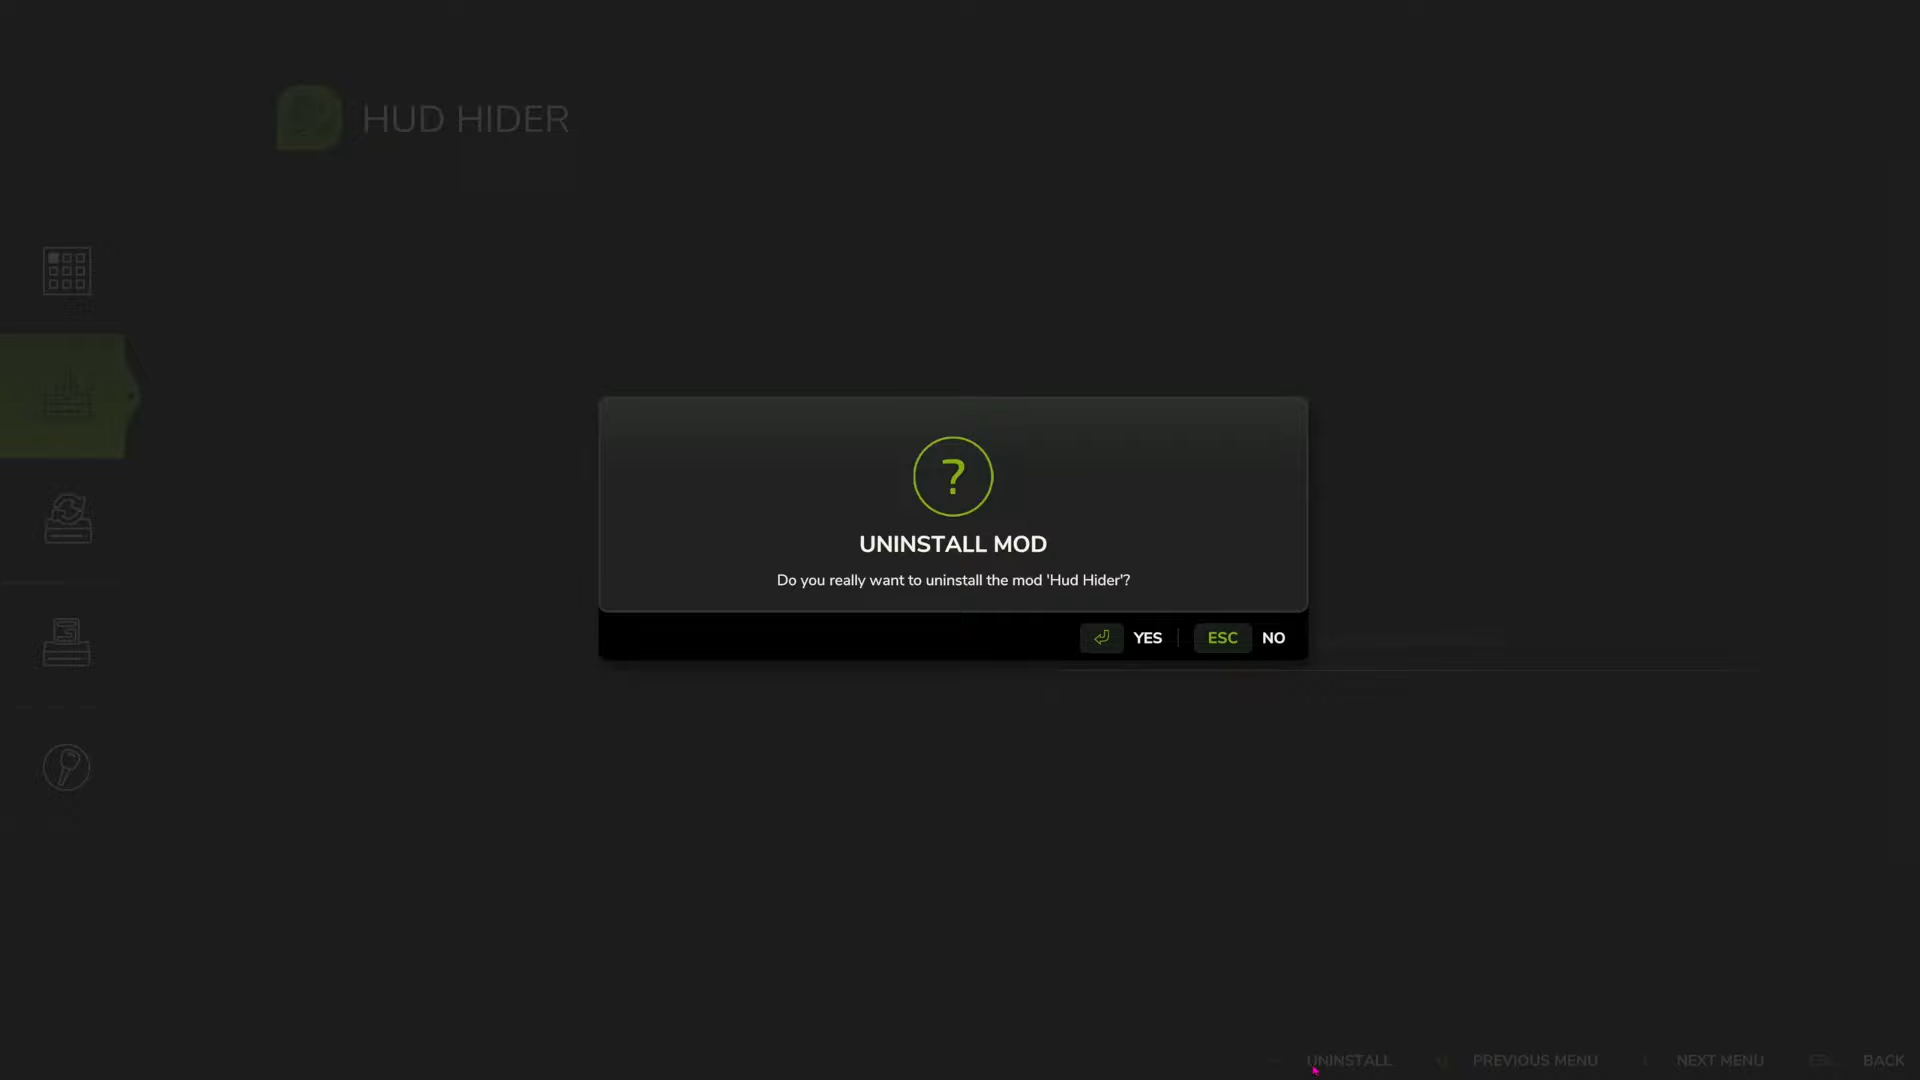 HUD HIDER
UNINSTALL MOD
Do you really want to uninstall the mod 'Hud Hider'?
YES
ESC NO
UNINSTALL PREVIOUS MENU NEXT MENU BACK